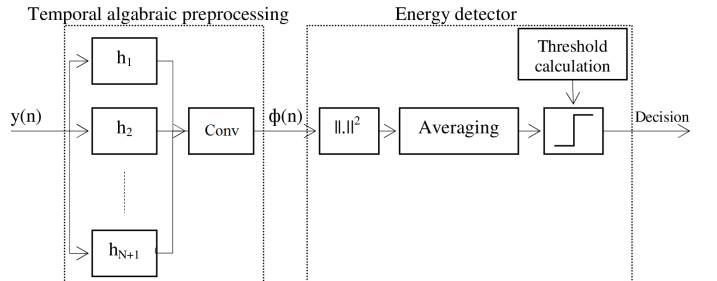 Temporal algabraic preprocessing
Energy detector
Threshold
calculation
h₁
y(n)
h₂
Conv
ϕ(n)
||.||²
Averaging
Decision
hN+1